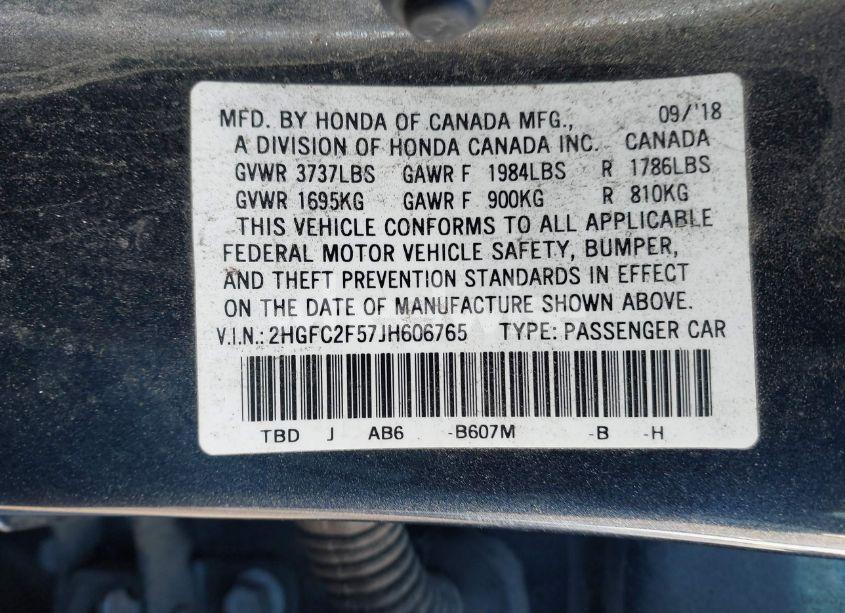 MFD. BY HONDA OF CANADA MFG., 09/'18
A DIVISION OF HONDA CANADA INC. CANADA
GVWR 3737LBS GAWR F 1984LBS R 1786LBS
GVWR 1695KG GAWR F 900KG R 810KG
THIS VEHICLE CONFORMS TO ALL APPLICABLE
FEDERAL MOTOR VEHICLE SAFETY, BUMPER,
AND THEFT PREVENTION STANDARDS IN EFFECT
ON THE DATE OF MANUFACTURE SHOWN ABOVE.
V.I.N.: 2HGFC2F57JH606765 TYPE: PASSENGER CAR
TBD J AB6 -B607M -B -H